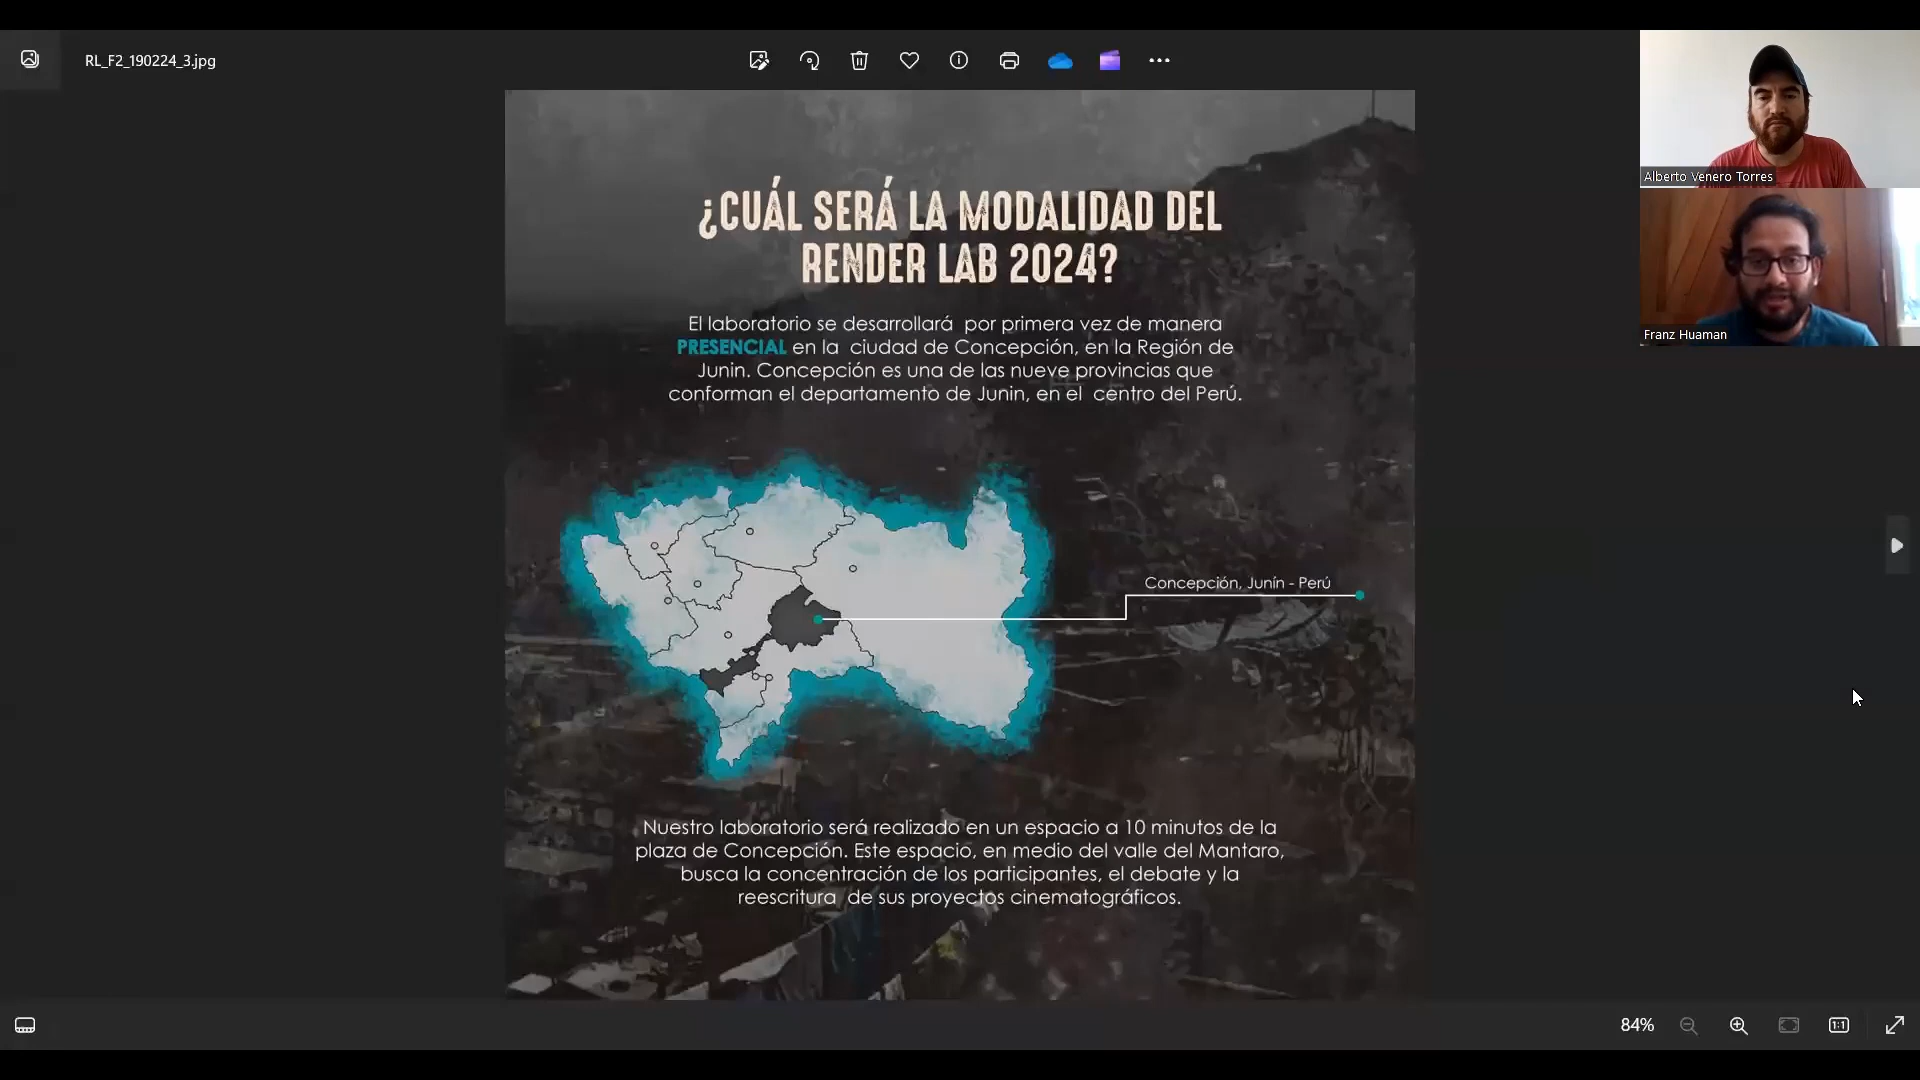 RL_F2_190224_3.jpg
Alberto Venero Torres
Franz Huaman
¿CUÁL SERÁ LA MODALIDAD DEL
RENDER LAB 2024?
El laboratorio se desarrollará por primera vez de manera
PRESENCIAL en la ciudad de Concepción, en la Región de
Junin. Concepción es una de las nueve provincias que
conforman el departamento de Junin, en el centro del Perú.
Concepción, Junín - Perú
Nuestro laboratorio será realizado en un espacio a 10 minutos de la
plaza de Concepción. Este espacio, en medio del valle del Mantaro,
busca la concentración de los participantes, el debate y la
reescritura de sus proyectos cinematográficos.
84%
1:1